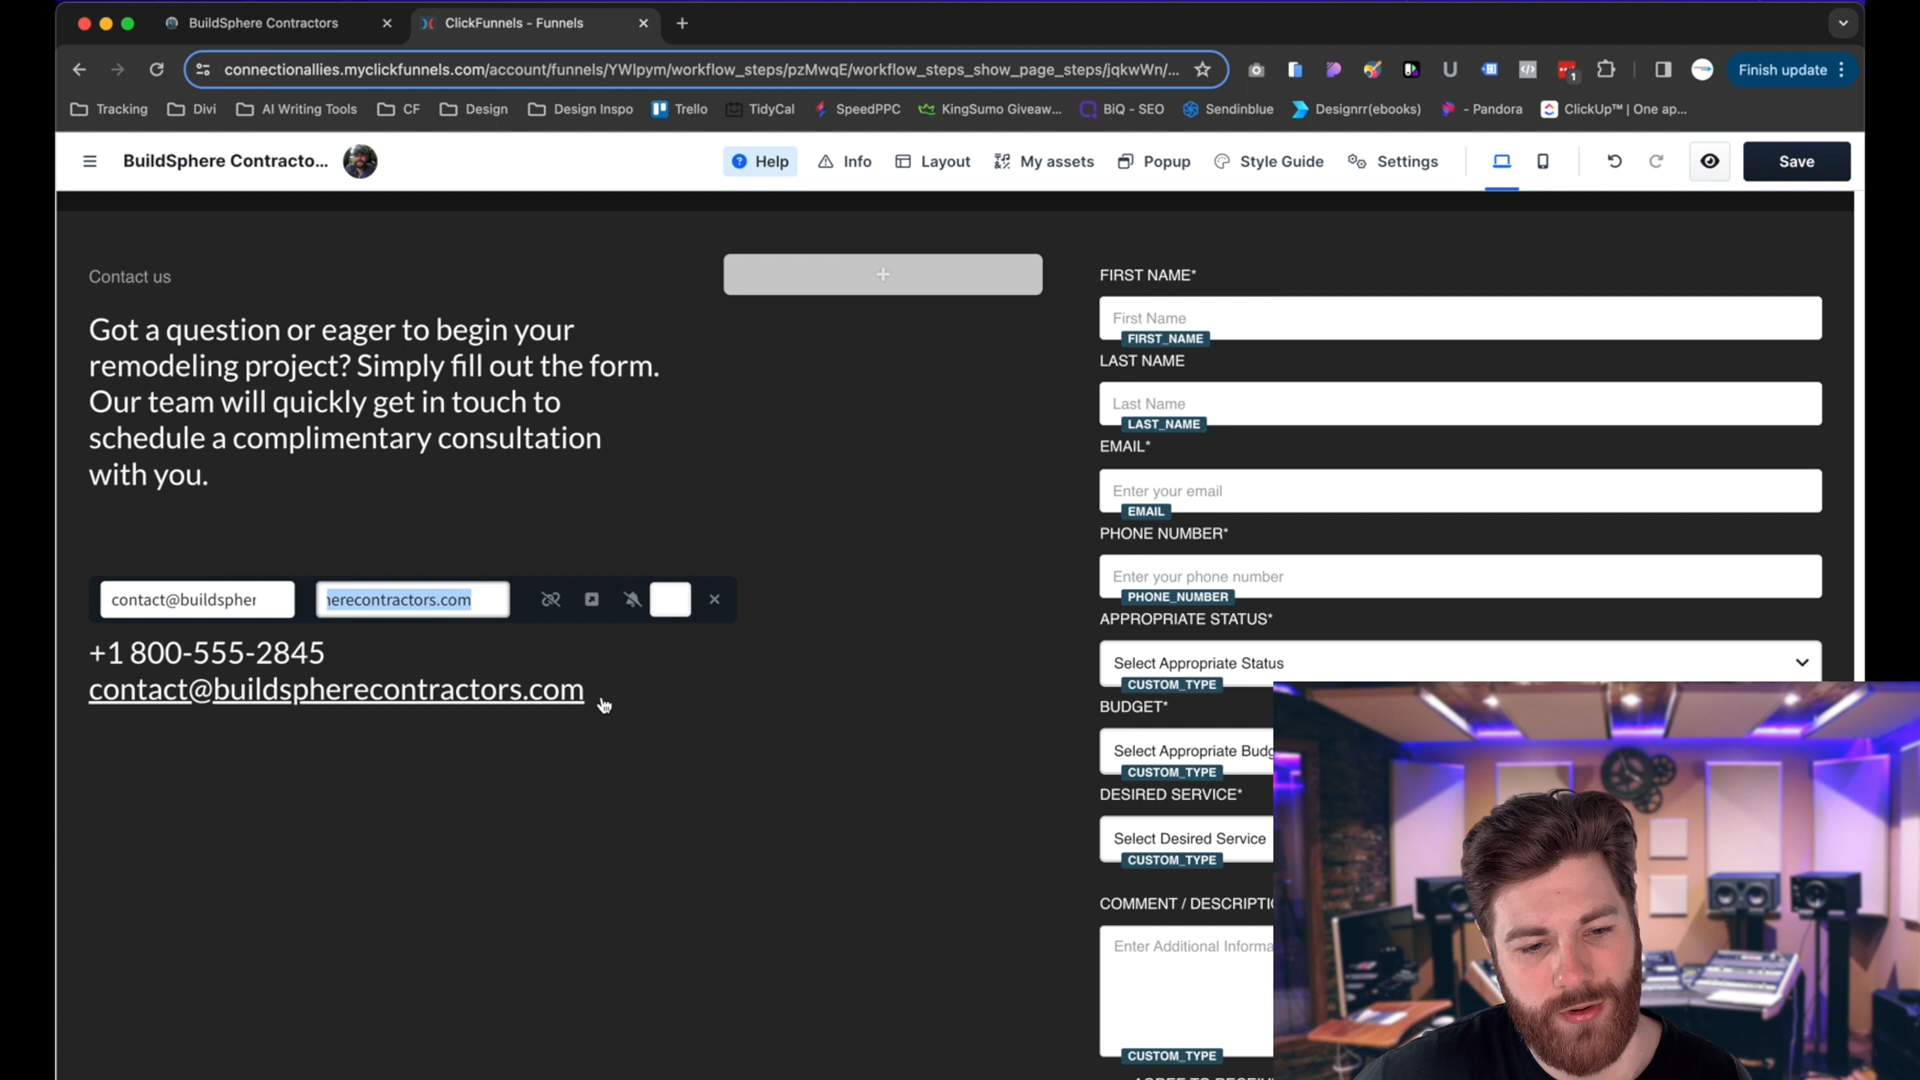 BuildSphere Contractors
ClickFunnels - Funnels
connectionallies.myclickfunnels.com/account/funnels/YWlpym/workflow_steps/pzMwqE/workflow_steps_show_page_steps/jqkwWn/...
1
Finish update
Tracking
Divi
AI Writing Tools
CF
Design
Design Inspo
Trello
TidyCal
SpeedPPC
KingSumo Giveaw...
BiQ - SEO
Sendinblue
Designrr(ebooks)
- Pandora
ClickUp™ | One ap...
BuildSphere Contracto...
Help
Info
Layout
My assets
Popup
Style Guide
Settings
Save
Contact us
Got a question or eager to begin your
remodeling project? Simply fill out the form.
Our team will quickly get in touch to
schedule a complimentary consultation
with you.
contact@buildspher
herecontractors.com
+1 800-555-2845
contact@buildspherecontractors.com
FIRST NAME*
First Name
FIRST_NAME
LAST NAME
Last Name
LAST_NAME
EMAIL*
Enter your email
EMAIL
PHONE NUMBER*
Enter your phone number
PHONE_NUMBER
APPROPRIATE STATUS*
Select Appropriate Status
CUSTOM_TYPE
BUDGET*
Select Appropriate Budg
CUSTOM_TYPE
DESIRED SERVICE*
Select Desired Service
CUSTOM_TYPE
COMMENT / DESCRIPTIO
Enter Additional Informa
CUSTOM_TYPE